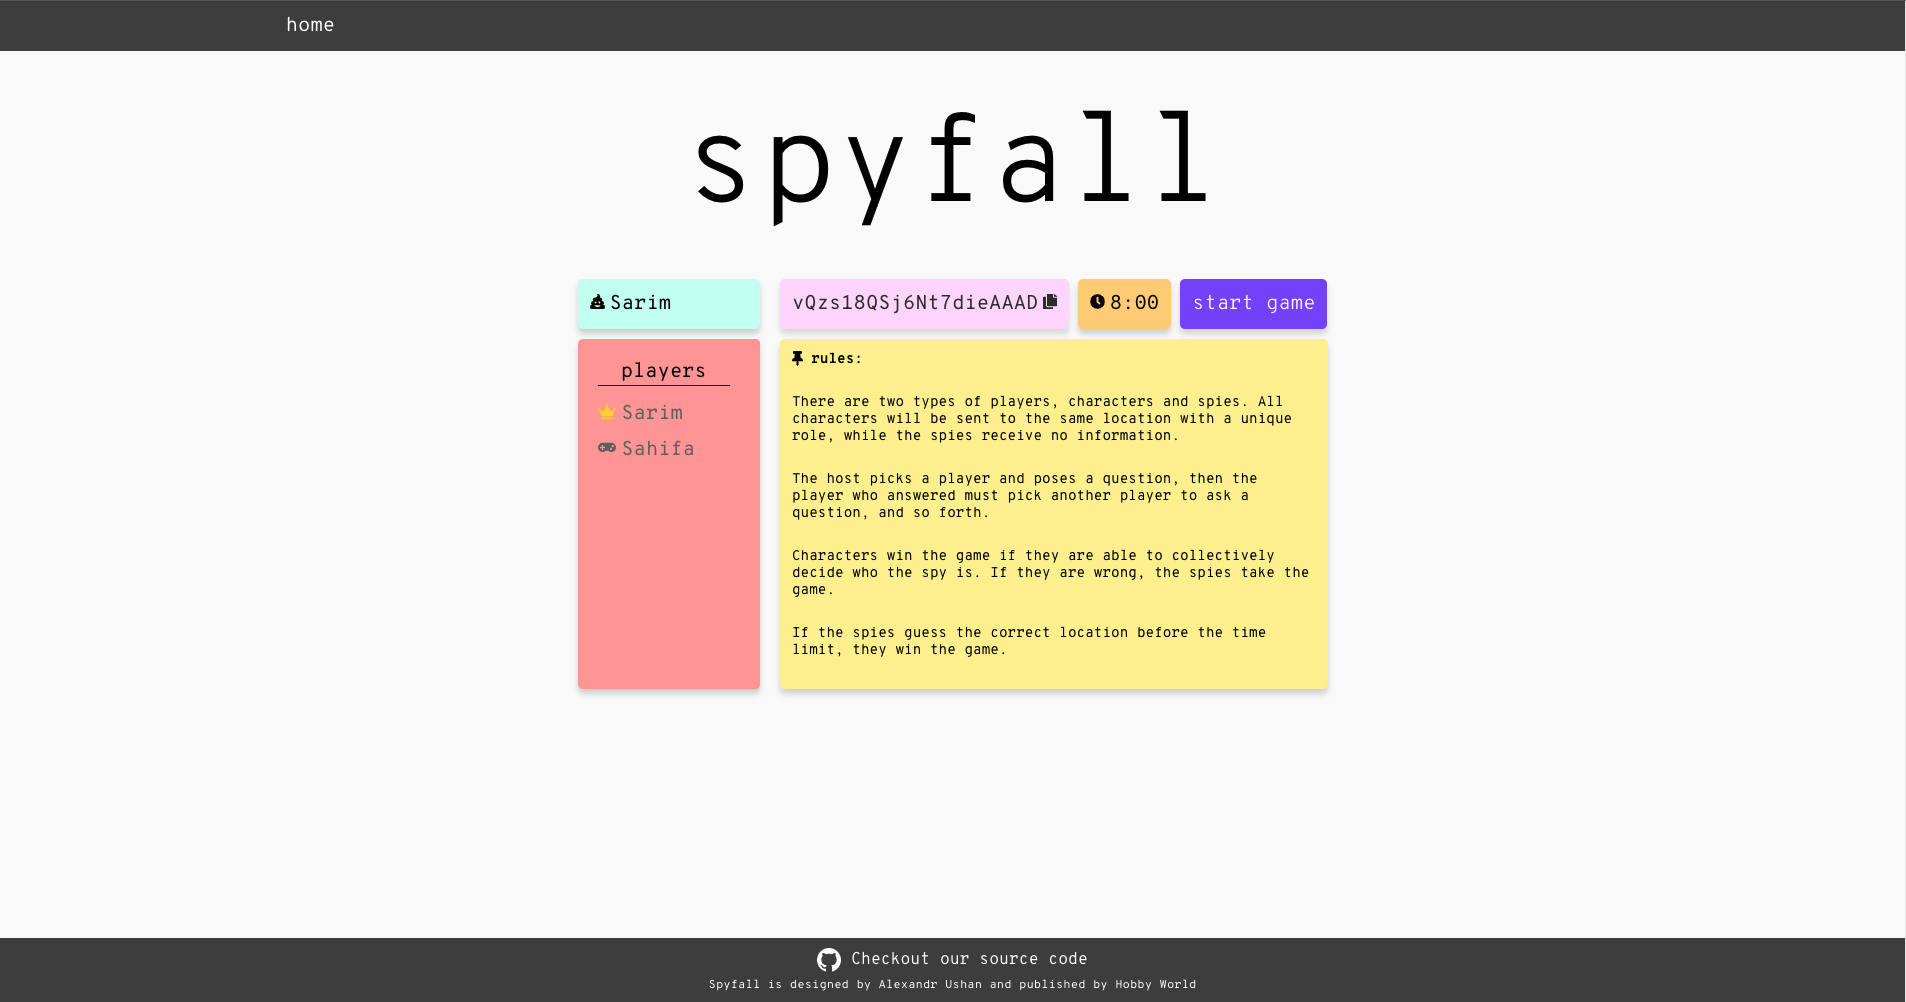 home
spyfall
Sarim
vQzs18QSj6Nt7dieAAAD
8:00
start game
players
Sarim
Sahifa
rules:
There are two types of players, characters and spies. All
characters will be sent to the same location with a unique
role, while the spies receive no information.
The host picks a player and poses a question, then the
player who answered must pick another player to ask a
question, and so forth.
Characters win the game if they are able to collectively
decide who the spy is. If they are wrong, the spies take the
game.
If the spies guess the correct location before the time
limit, they win the game.
Checkout our source code
Spyfall is designed by Alexandr Ushan and published by Hobby World